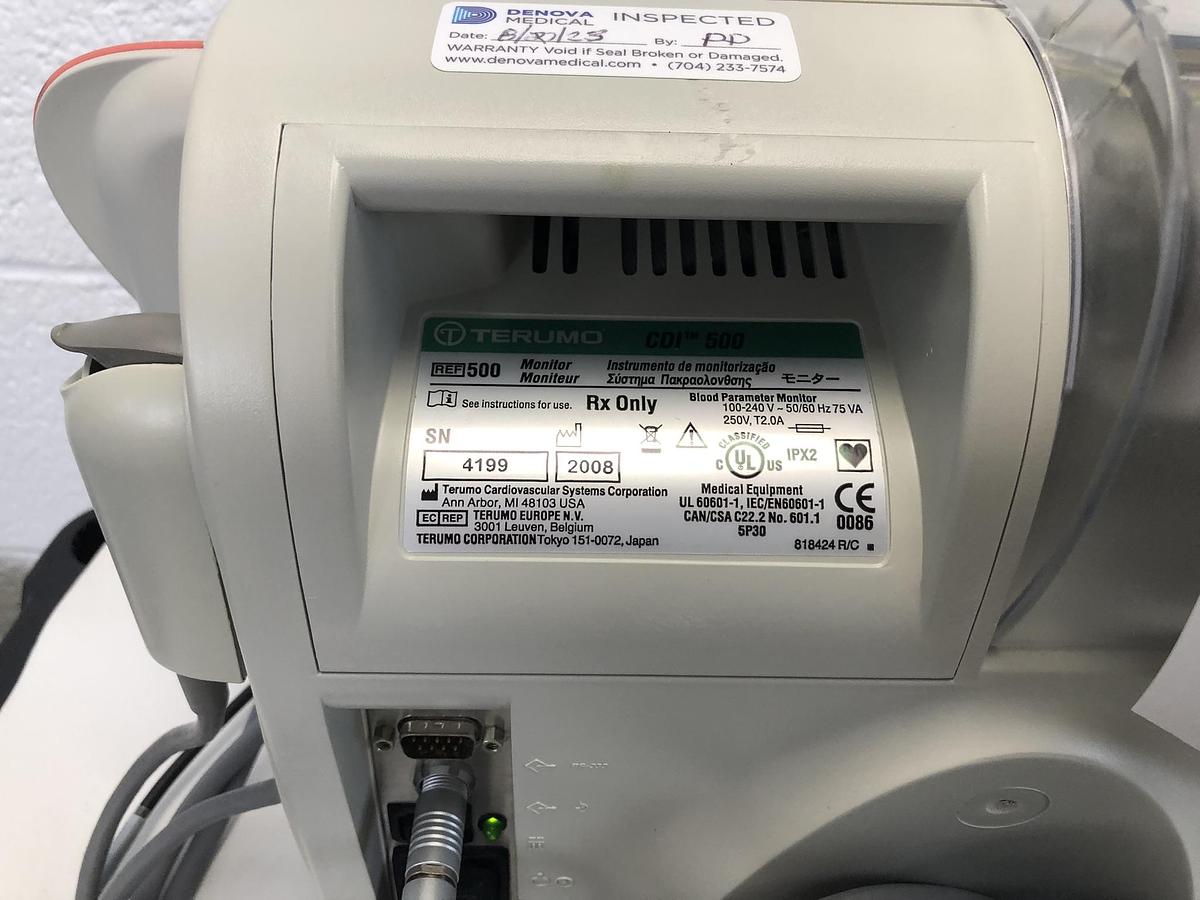 DENOVA MEDICAL INSPECTED
Date: By: PD
WARRANTY Void if Seal Broken or Damaged.
www.denovamedical.com • (704) 233-7574
TERUMO CDI™ 500
REF 500 Monitor Instrumento de monitorização
Moniteur Σύστημα Πακραολονθσης モニター
See instructions for use. Rx Only Blood Parameter Monitor
100-240 V ~ 50/60 Hz 75 VA
250V, T2.0A
SN
CLASSIFIED
C UL US IPX2
4199 2008
Terumo Cardiovascular Systems Corporation
Ann Arbor, MI 48103 USA
EC REP TERUMO EUROPE N.V.
3001 Leuven, Belgium
TERUMO CORPORATION Tokyo 151-0072, Japan
Medical Equipment
UL 60601-1, IEC/EN60601-1
CAN/CSA C22.2 No. 601.1
5P30
CE
0086
818424 R/C